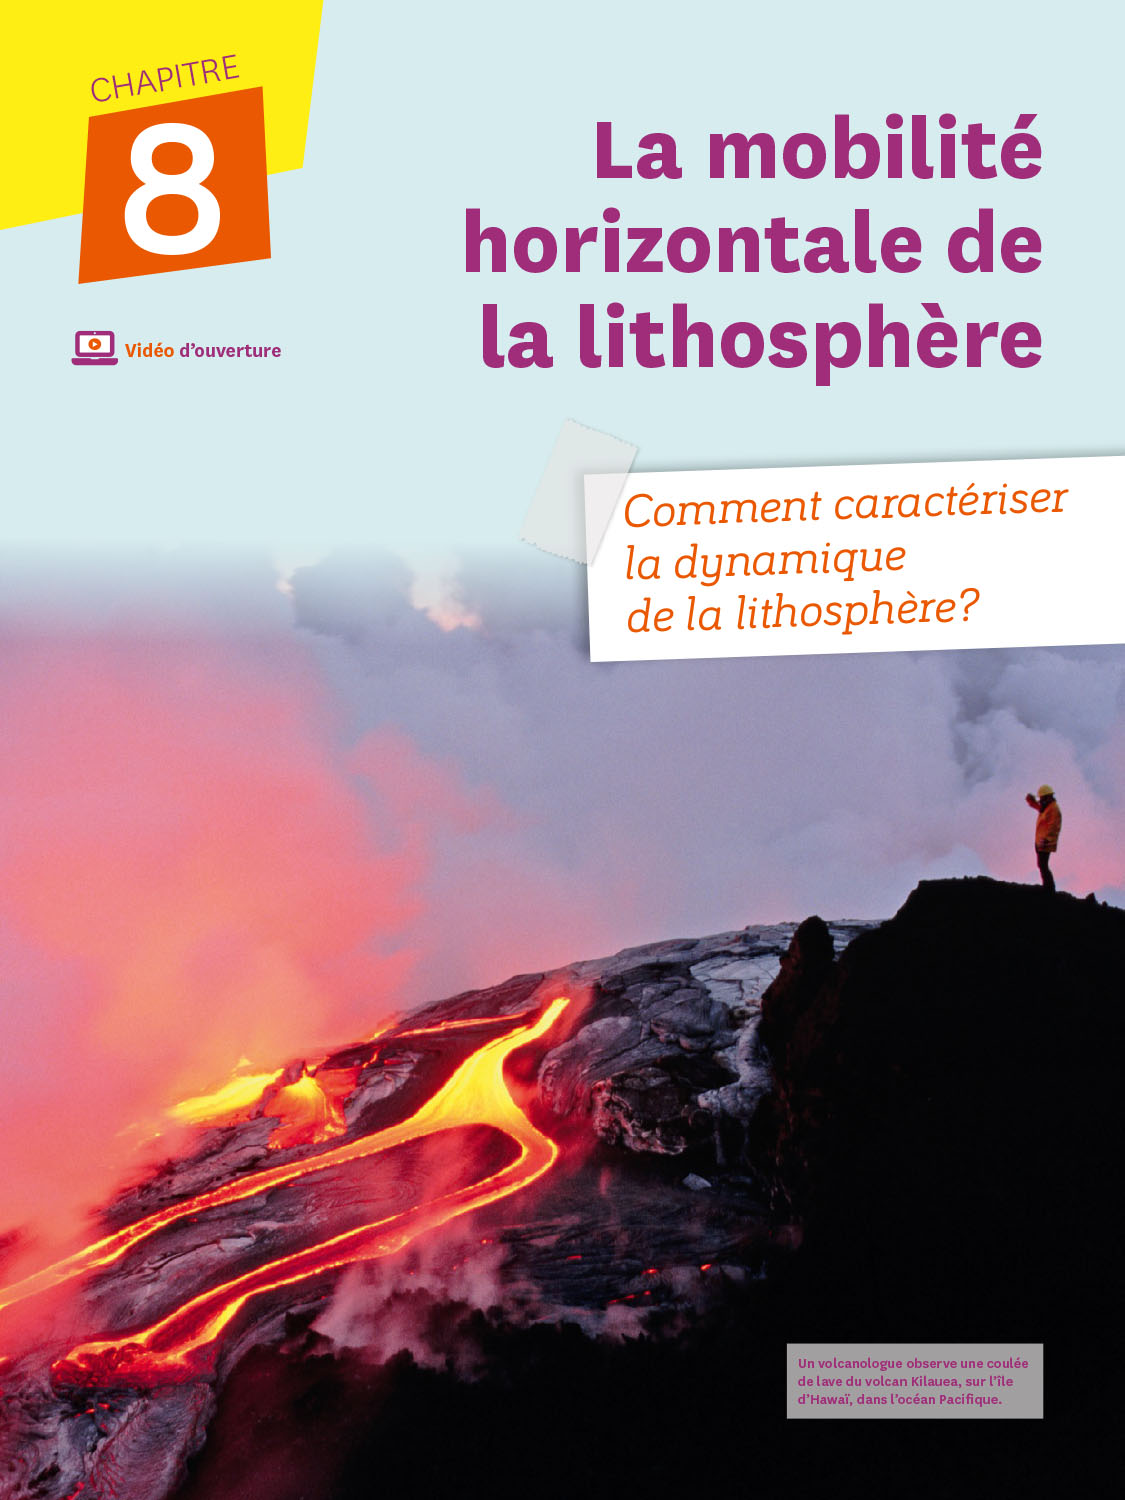 CHAPITRE
8
La mobilité
horizontale de
la lithosphère
Vidéo d'ouverture
Comment caractériser
la dynamique
de la lithosphère?
Un volcanologue observe une coulée
de lave du volcan Kilauea, sur l'île
d'Hawaï, dans l'océan Pacifique.